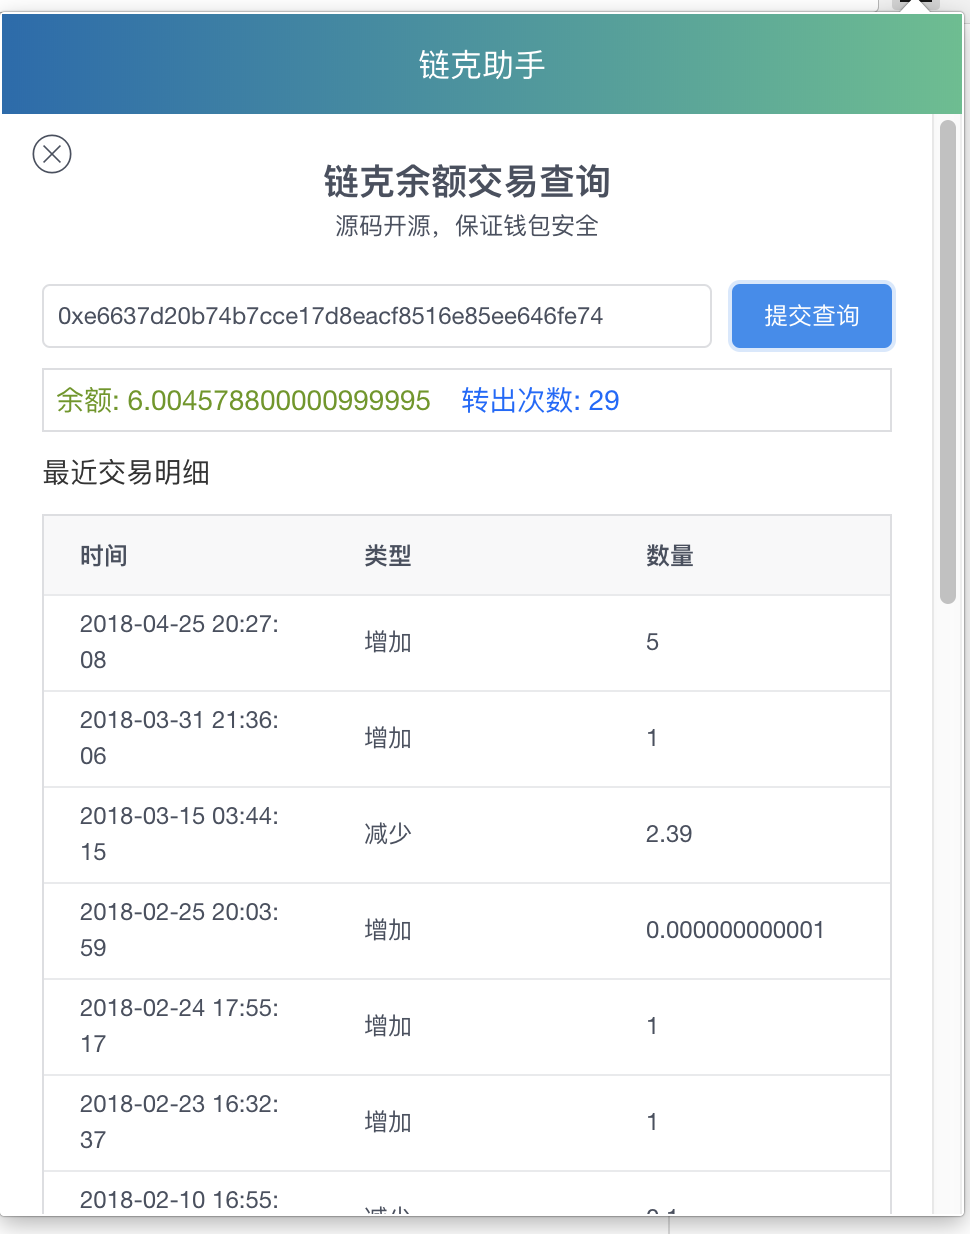 链克助手
链克余额交易查询
源码开源，保证钱包安全
0xe6637d20b74b7cce17d8eacf8516e85ee646fe74 提交查询
余额: 6.004578800000999995 转出次数: 29
最近交易明细
时间 类型 数量
2018-04-25 20:27:
08 增加 5
2018-03-31 21:36:
06 增加 1
2018-03-15 03:44:
15 减少 2.39
2018-02-25 20:03:
59 增加 0.000000000001
2018-02-24 17:55:
17 增加 1
2018-02-23 16:32:
37 增加 1
2018-02-10 16:55: